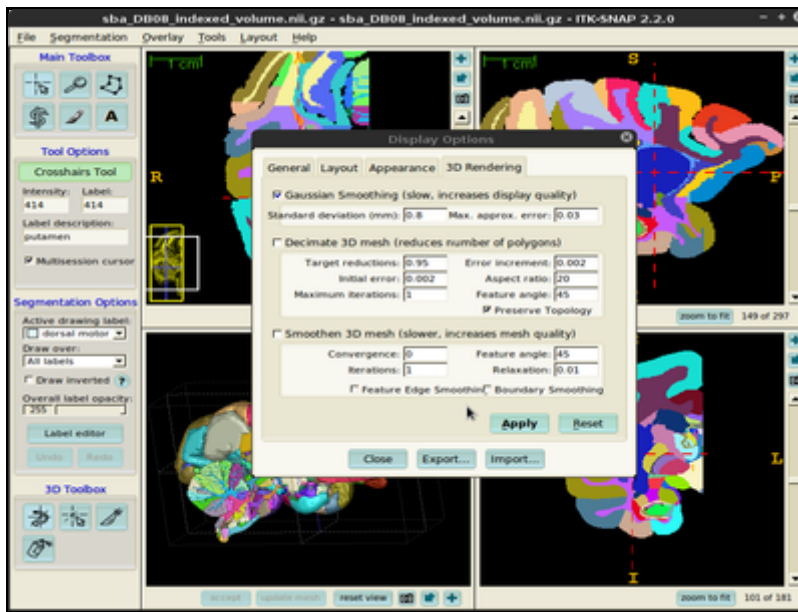 sba_DB08_indexed_volume.nii.gz - sba_DB08_indexed_volume.nii.gz - ITK-SNAP 2.2.0
File Segmentation Overlay Tools Layout Help
Main Toolbox
A
Tool Options
Crosshairs Tool
Intensity: Label:
414 414
Label description:
putamen
Multisession cursor
Segmentation Options
Active drawing label:
dorsal motor
Draw over:
All labels
Draw inverted ?
Overall label opacity:
255
Label editor
Undo Redo
3D Toolbox
1 cm
R
1 cm
S
P
zoom to fit 149 of 297
Display Options
General Layout Appearance 3D Rendering
Gaussian Smoothing (slow, increases display quality)
Standard deviation (mm): 0.8 Max. approx. error: 0.03
Decimate 3D mesh (reduces number of polygons)
Target reductions: 0.95 Error increment: 0.002
Initial error: 0.002 Aspect ratio: 20
Maximum iterations: 1 Feature angle: 45
Preserve Topology
Smoothen 3D mesh (slower, increases mesh quality)
Convergence: 0 Feature angle: 45
Iterations: 1 Relaxation: 0.01
Feature Edge Smoothin Boundary Smoothing
Apply Reset
Close Export... Import...
L
I
accept update mesh reset view
zoom to fit 101 of 181